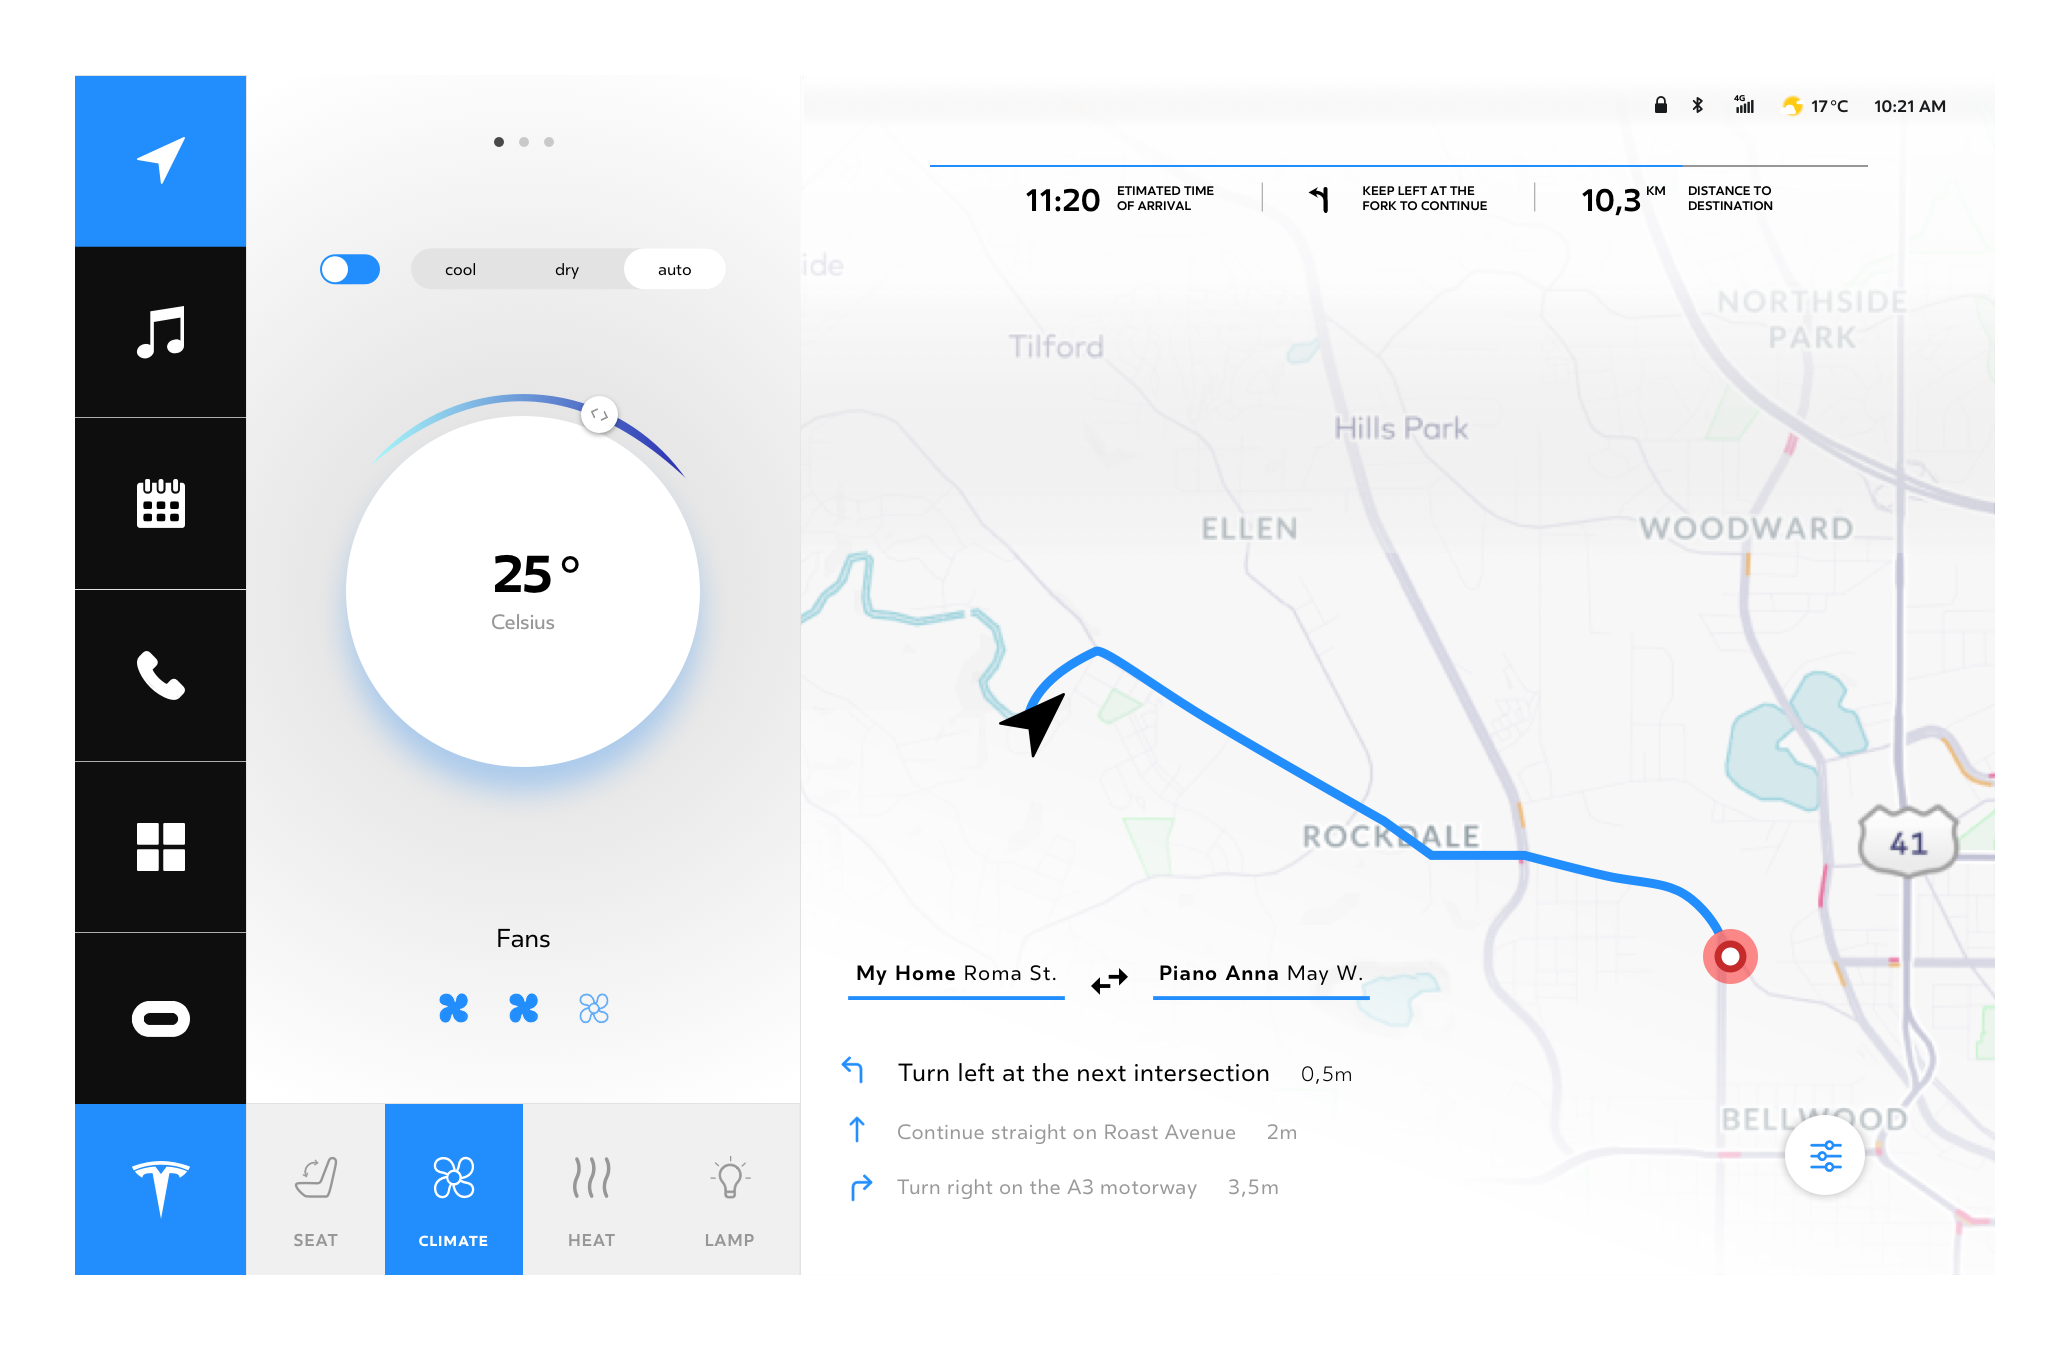 4G
17°C
10:21 AM
11:20
ETIMATED TIME
OF ARRIVAL
KEEP LEFT AT THE
FORK TO CONTINUE
10,3 KM
DISTANCE TO
DESTINATION
cool
dry
auto
25°
Celsius
Fans
SEAT
CLIMATE
HEAT
LAMP
ide
Tilford
NORTHSIDE
PARK
Hills Park
ELLEN
WOODWARD
ROCKDALE
41
BELLWOOD
My Home Roma St.
Piano Anna May W.
Turn left at the next intersection 0,5m
Continue straight on Roast Avenue 2m
Turn right on the A3 motorway 3,5m